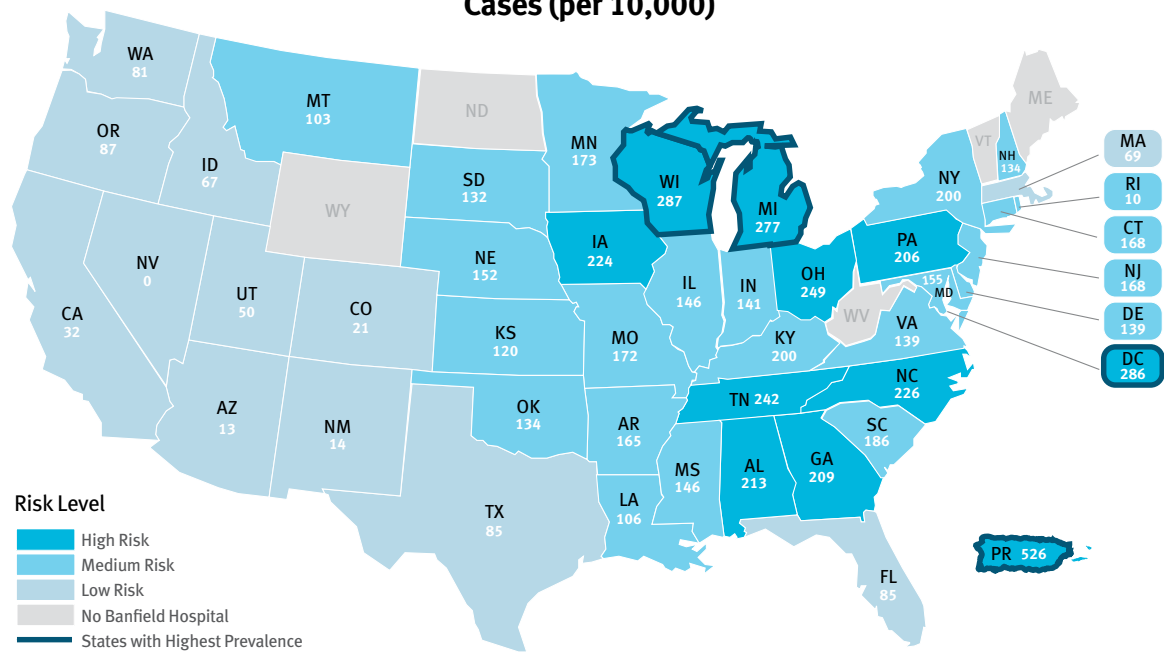 Cases (per 10,000)
WA
81
OR
87
ID
67
MT
103
ND
MN
173
SD
132
WY
NE
152
NV
0
UT
50
CO
21
CA
32
KS
120
AZ
13
NM
14
OK
134
TX
85
WI
287
MI
277
IA
224
IL
146
IN
141
OH
249
MO
172
KY
200
WV
VA
139
PA
206
NY
200
VT
NH
134
ME
155
MD
NC
226
TN 242
AR
165
SC
186
MS
146
AL
213
GA
209
LA
106
FL
85
MA
69
RI
10
CT
168
NJ
168
DE
139
DC
286
PR 526
Risk Level
High Risk
Medium Risk
Low Risk
No Banfield Hospital
States with Highest Prevalence